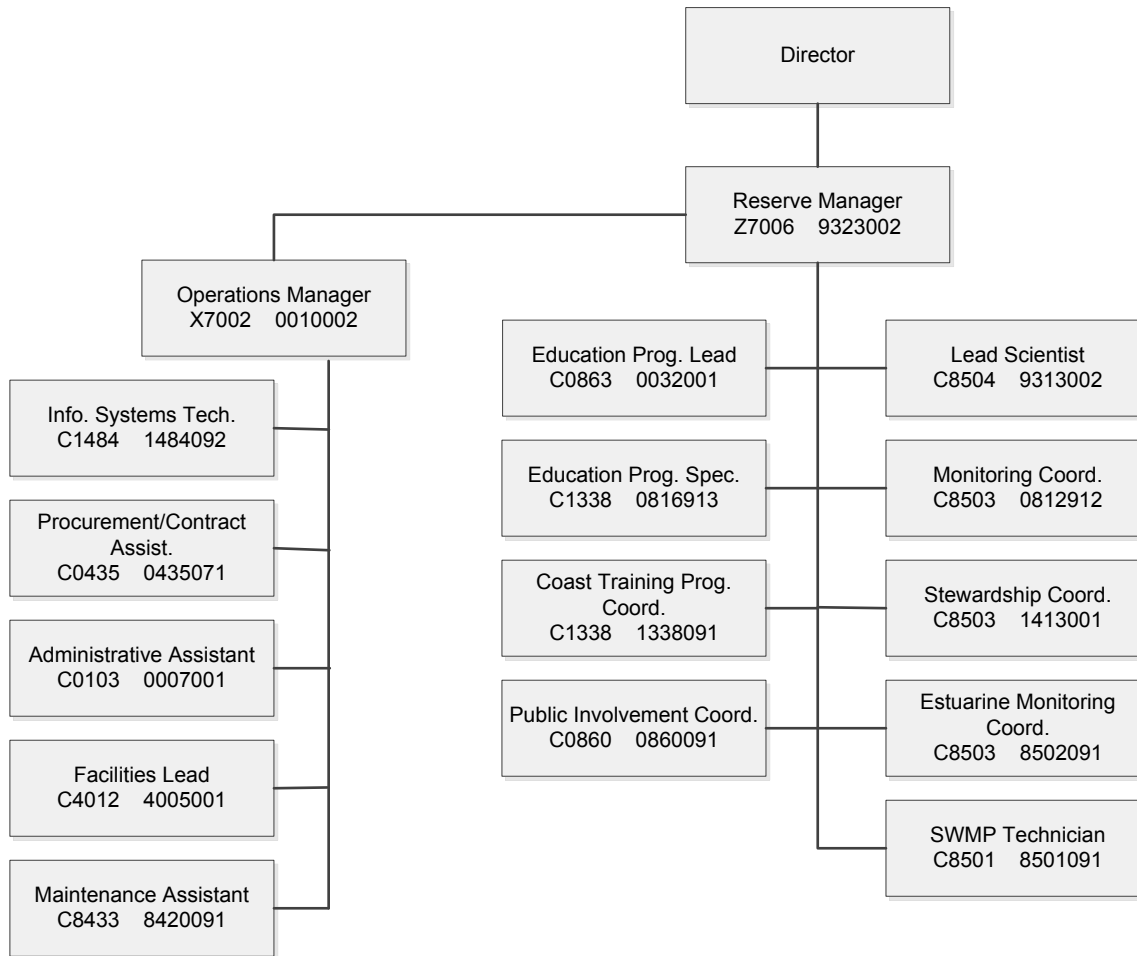 Director
Reserve Manager
Z7006 9323002
Operations Manager
X7002 0010002
Info. Systems Tech.
C1484 1484092
Procurement/Contract
Assist.
C0435 0435071
Administrative Assistant
C0103 0007001
Facilities Lead
C4012 4005001
Maintenance Assistant
C8433 8420091
Education Prog. Lead
C0863 0032001
Education Prog. Spec.
C1338 0816913
Coast Training Prog.
Coord.
C1338 1338091
Public Involvement Coord.
C0860 0860091
Lead Scientist
C8504 9313002
Monitoring Coord.
C8503 0812912
Stewardship Coord.
C8503 1413001
Estuarine Monitoring
Coord.
C8503 8502091
SWMP Technician
C8501 8501091